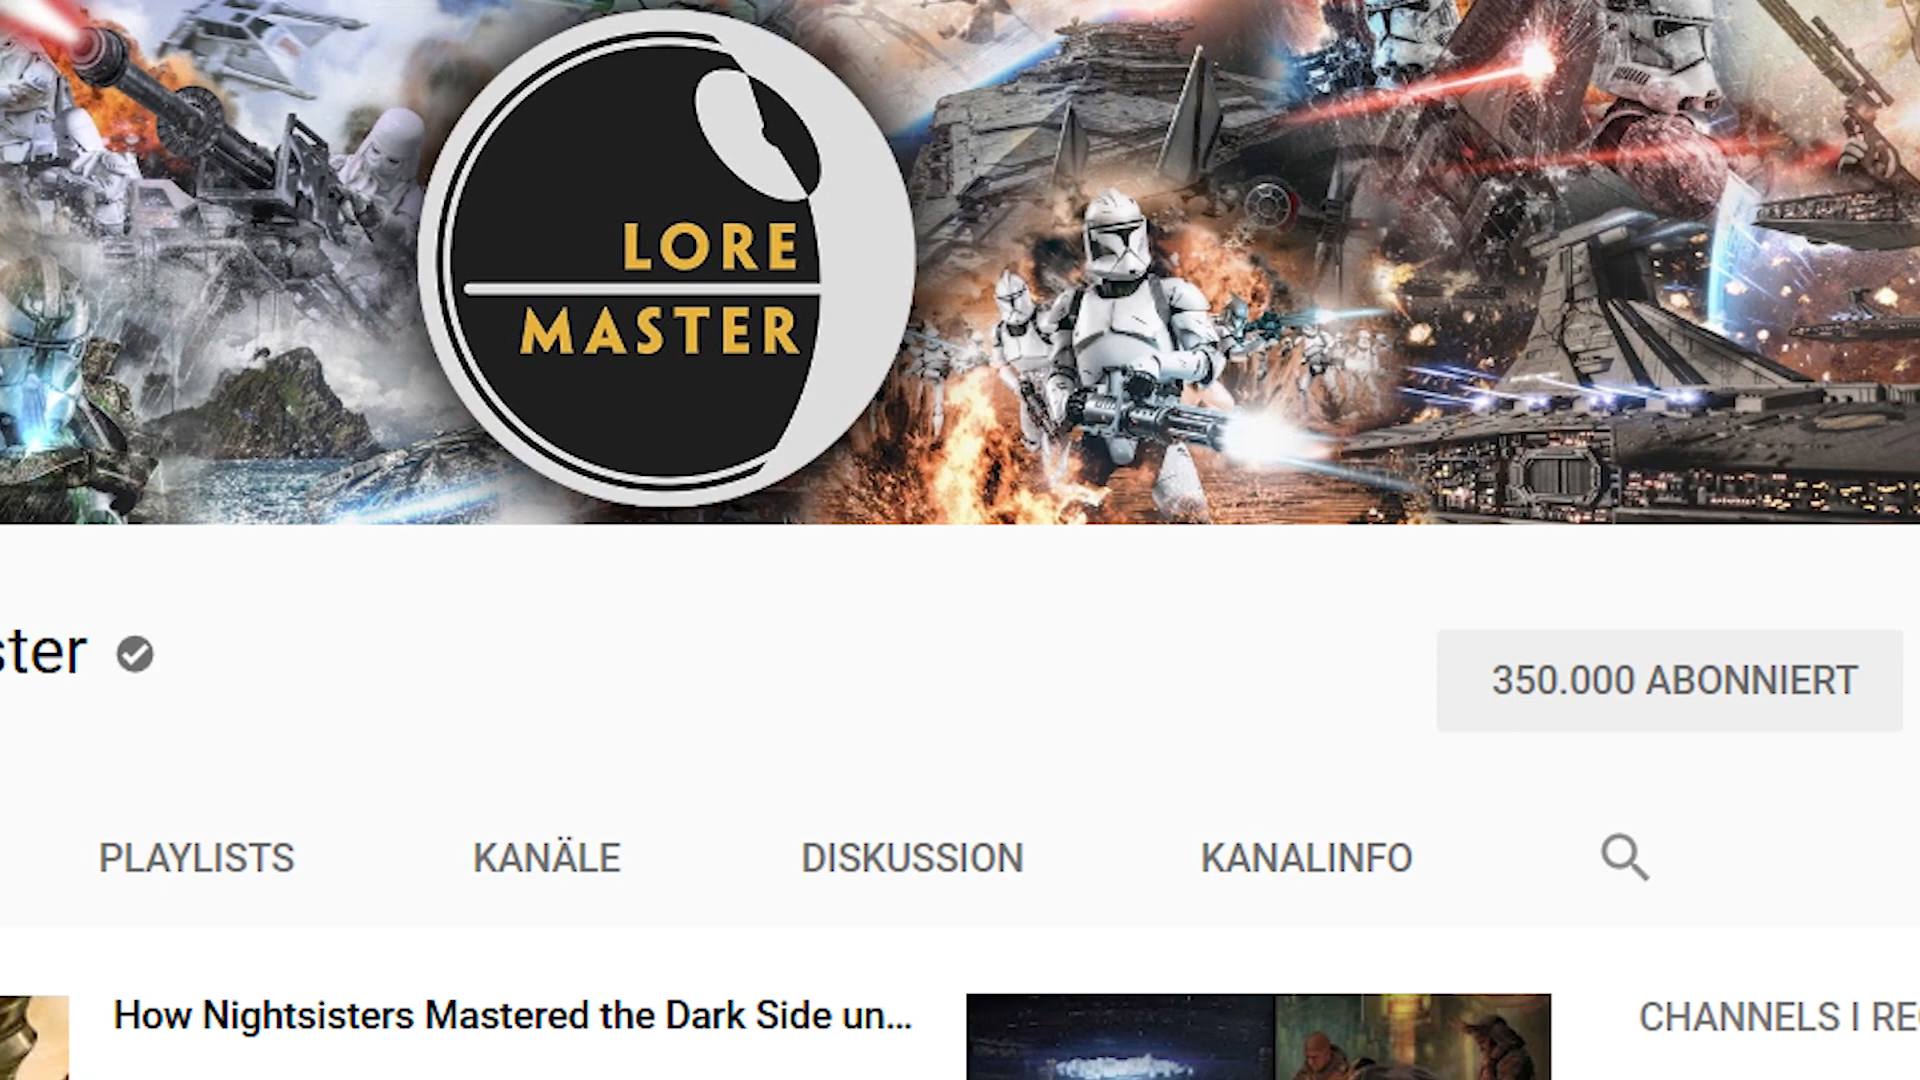 LORE
MASTER
ster
350.000 ABONNIERT
PLAYLISTS
KANÄLE
DISKUSSION
KANALINFO
How Nightsisters Mastered the Dark Side un...
CHANNELS I RE